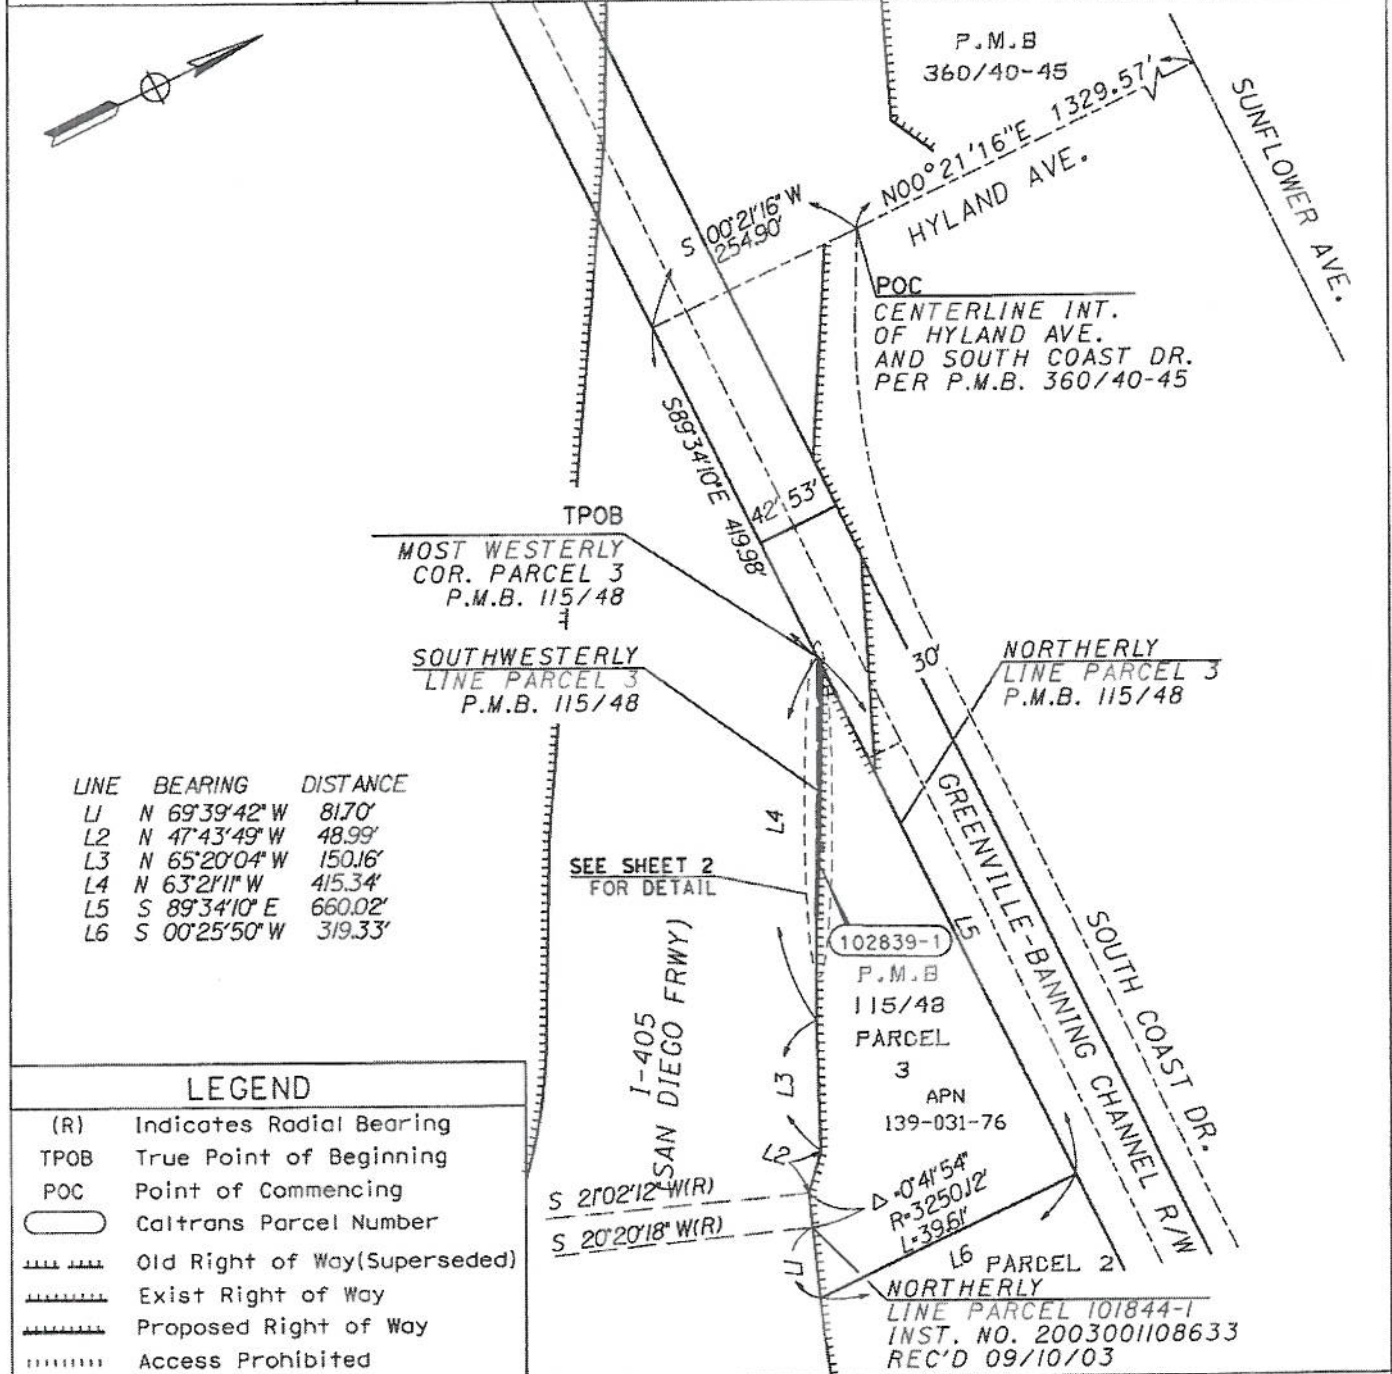 P.M.B
360/40-45
N00°21'16"E 1329.57'
HYLAND AVE.
SUNFLOWER AVE.
S 00°21'16" W
254.90'
POC
CENTERLINE INT.
OF HYLAND AVE.
AND SOUTH COAST DR.
PER P.M.B. 360/40-45
S89°34'10"E 419.98'
42' 53'
TPOB
MOST WESTERLY
COR. PARCEL 3
P.M.B. 115/48
SOUTHWESTERLY
LINE PARCEL 3
P.M.B. 115/48
30'
NORTHERLY
LINE PARCEL 3
P.M.B. 115/48
LINE BEARING DISTANCE
L1 N 69°39'42" W 81.70'
L2 N 47°43'49" W 48.99'
L3 N 65°20'04" W 150.16'
L4 N 63°21'11" W 415.34'
L5 S 89°34'10" E 660.02'
L6 S 00°25'50" W 319.33'
L4
SEE SHEET 2
FOR DETAIL
GREENVILLE-BANNING CHANNEL R/W
L5
SOUTH COAST DR.
102839-1
P.M.B
115/48
PARCEL
3
APN
139-031-76
I-405
(SAN DIEGO FRWY)
L3
L2
S 21°02'12" W(R)
S 20°20'18" W(R)
Δ=0°41'54"
R=3250.12'
L=39.61'
L1
L6
PARCEL 2
NORTHERLY
LINE PARCEL 101844-1
INST. NO. 2003001108633
REC'D 09/10/03
LEGEND
(R) Indicates Radial Bearing
TPOB True Point of Beginning
POC Point of Commencing
Caltrans Parcel Number
Old Right of Way(Superseded)
Exist Right of Way
Proposed Right of Way
Access Prohibited